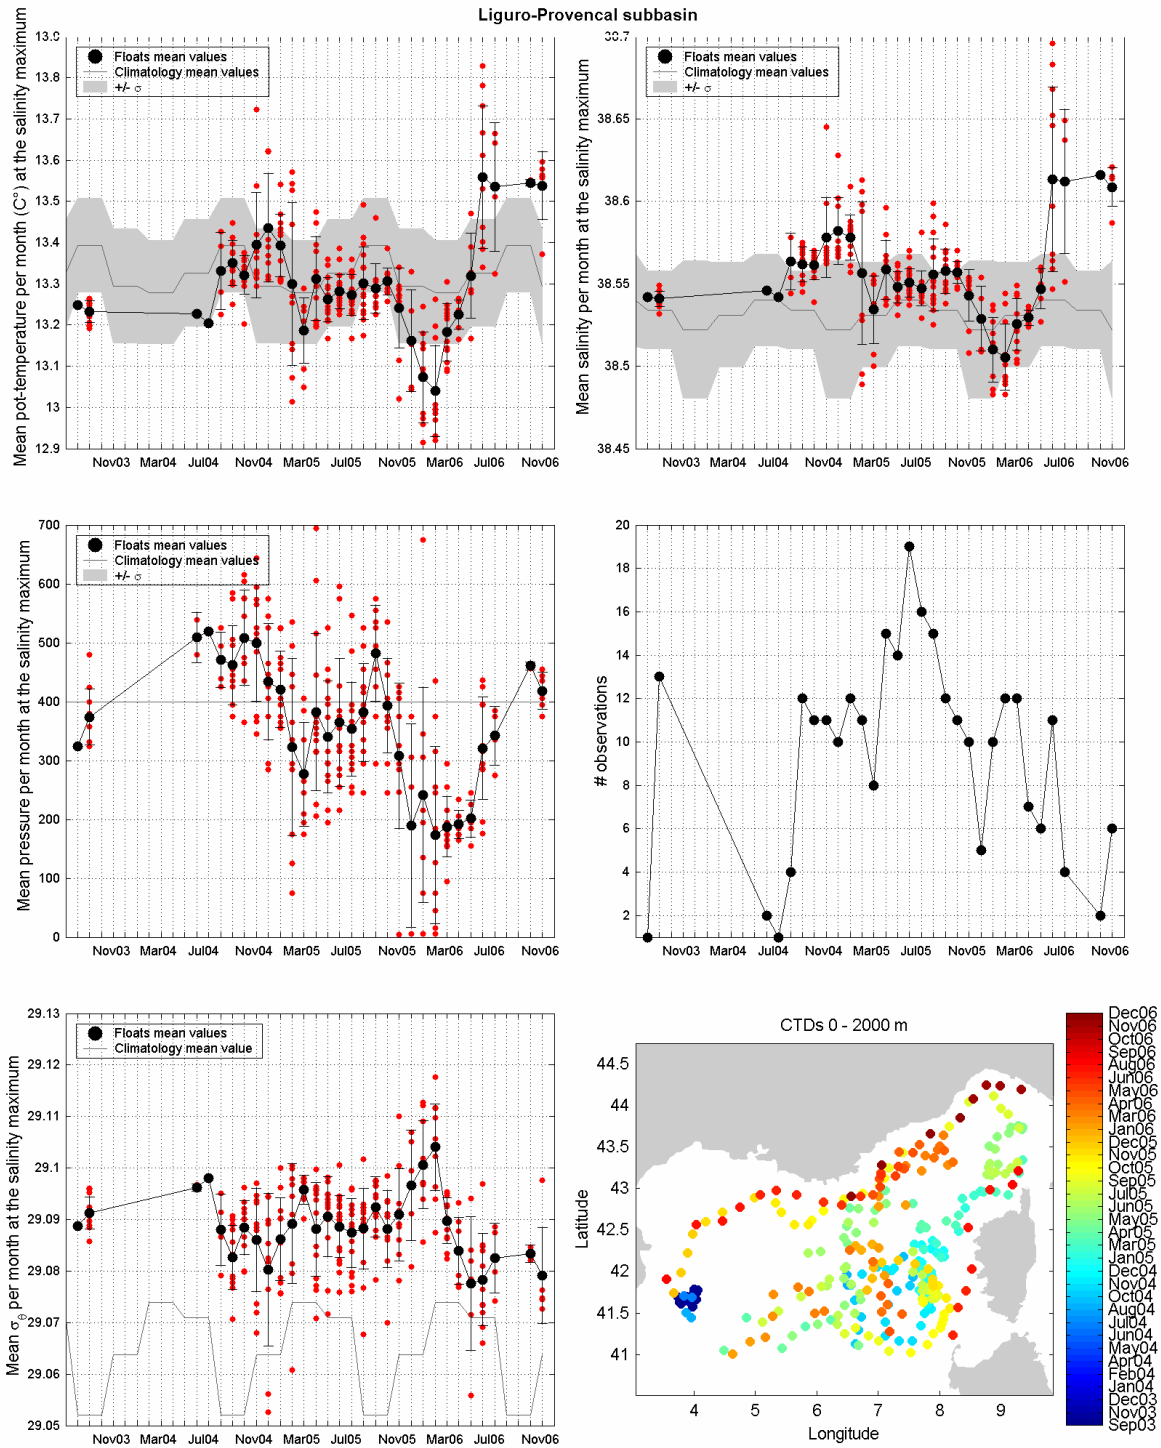 Liguro-Provencal subbasin
Mean pot-temperature per month (C°) at the salinity maximum
13.9
13.8
13.7
13.6
13.5
13.4
13.3
13.2
13.1
13
12.9
Floats mean values
Climatology mean values
+/- σ
Nov03 Mar04 Jul04 Nov04 Mar05 Jul05 Nov05 Mar06 Jul06 Nov06
Mean salinity per month at the salinity maximum
38.7
38.65
38.6
38.55
38.5
38.45
Floats mean values
Climatology mean values
+/- σ
Nov03 Mar04 Jul04 Nov04 Mar05 Jul05 Nov05 Mar06 Jul06 Nov06
Mean pressure per month at the salinity maximum
700
600
500
400
300
200
100
0
Floats mean values
Climatology mean values
+/- σ
Nov03 Mar04 Jul04 Nov04 Mar05 Jul05 Nov05 Mar06 Jul06 Nov06
# observations
20
18
16
14
12
10
8
6
4
2
Nov03 Mar04 Jul04 Nov04 Mar05 Jul05 Nov05 Mar06 Jul06 Nov06
Mean σθ per month at the salinity maximum
29.13
29.12
29.11
29.1
29.09
29.08
29.07
29.06
29.05
Floats mean values
Climatology mean value
Nov03 Mar04 Jul04 Nov04 Mar05 Jul05 Nov05 Mar06 Jul06 Nov06
CTDs 0 - 2000 m
Latitude
44.5
44
43.5
43
42.5
42
41.5
41
4 5 6 7 8 9
Longitude
Dec06
Nov06
Oct06
Sep06
Aug06
Jun06
May06
Apr06
Mar06
Jan06
Dec05
Nov05
Oct05
Sep05
Jul05
Jun05
May05
Apr05
Mar05
Jan05
Dec04
Nov04
Oct04
Aug04
Jul04
Jun04
May04
Apr04
Feb04
Jan04
Dec03
Nov03
Sep03